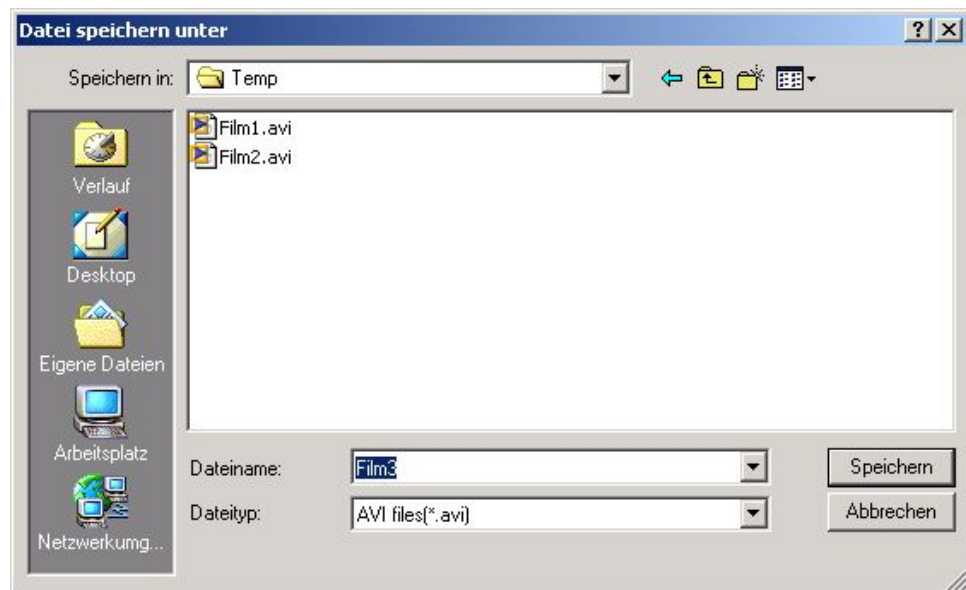 Datei speichern unter
Speichern in: Temp
Film1.avi
Film2.avi
Verlauf
Desktop
Eigene Dateien
Arbeitsplatz
Netzwerkumg...
Dateiname: Film3 Speichern
Dateityp: AVI files(*.avi) Abbrechen